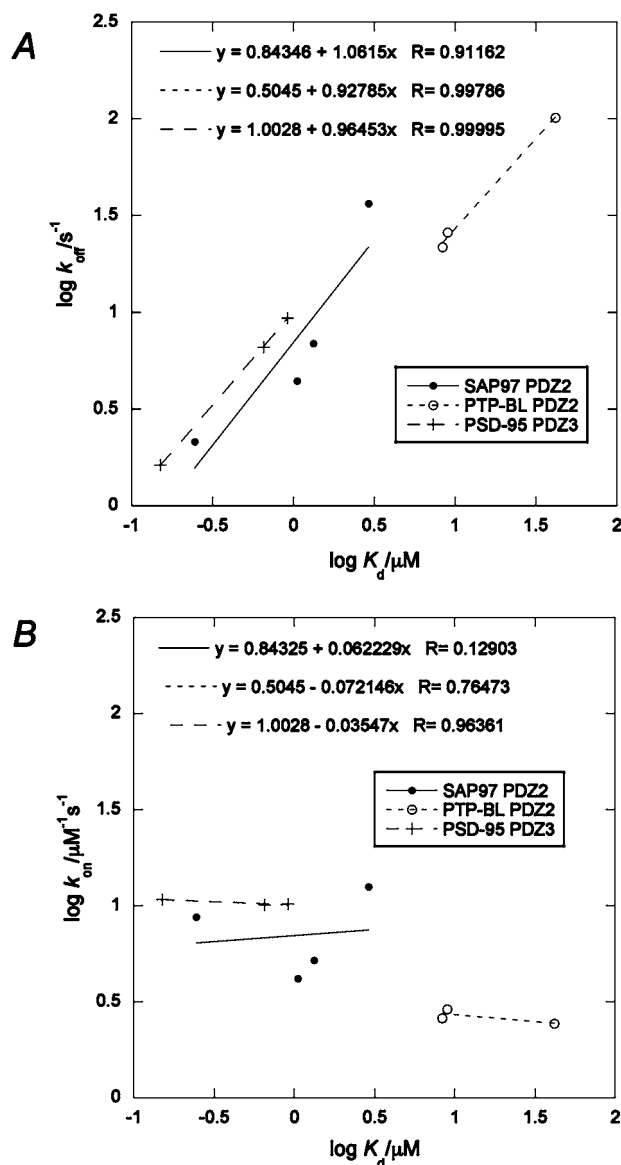 A
y = 0.84346 + 1.0615x R= 0.91162
y = 0.5045 + 0.92785x R= 0.99786
y = 1.0028 + 0.96453x R= 0.99995
2.5
2
1.5
1
0.5
0
log k_off /s⁻¹
SAP97 PDZ2
PTP-BL PDZ2
PSD-95 PDZ3
-1 -0.5 0 0.5 1 1.5 2
log K_d/μM
B
y = 0.84325 + 0.062229x R= 0.12903
y = 0.5045 - 0.072146x R= 0.76473
y = 1.0028 - 0.03547x R= 0.96361
2.5
2
1.5
1
0.5
0
log k_on /μM⁻¹s⁻¹
SAP97 PDZ2
PTP-BL PDZ2
PSD-95 PDZ3
-1 -0.5 0 0.5 1 1.5 2
log K_d/μM